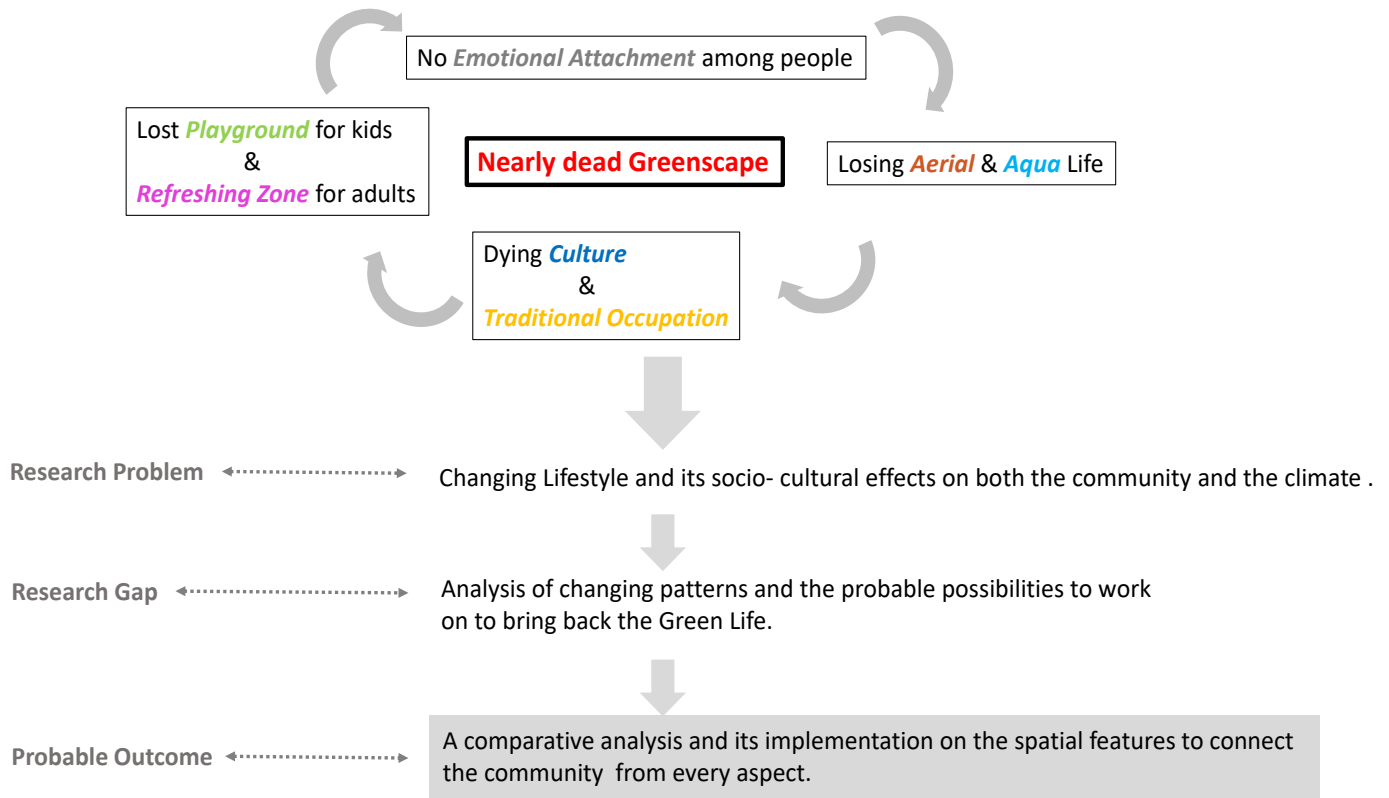 No Emotional Attachment among people
Lost Playground for kids
&
Refreshing Zone for adults
Nearly dead Greenscape
Losing Aerial & Aqua Life
Dying Culture
&
Traditional Occupation
Research Problem
Changing Lifestyle and its socio- cultural effects on both the community and the climate .
Research Gap
Analysis of changing patterns and the probable possibilities to work
on to bring back the Green Life.
Probable Outcome
A comparative analysis and its implementation on the spatial features to connect
the community  from every aspect.